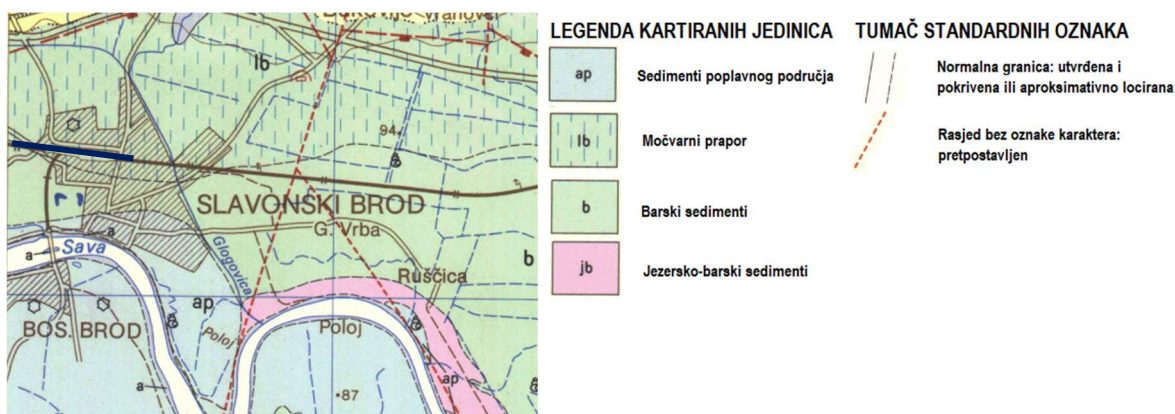 Vranovci
lb
94
SLAVONSKI BROD
G. Vrba
a
a
Sava
Glogovica
Ruščica
b
ap
BOS. BROD
Poloj
Poloj
a
ap
87
LEGENDA KARTIRANIH JEDINICA
ap
Sedimenti poplavnog područja
lb
Močvarni prapor
b
Barski sedimenti
jb
Jezersko-barski sedimenti
TUMAČ STANDARDNIH OZNAKA
Normalna granica: utvrđena i
pokrivena ili aproksimativno locirana
Rasjed bez oznake karaktera:
pretpostavljen